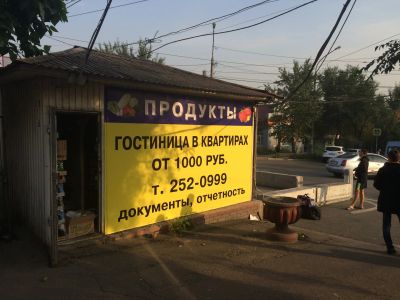 ПРОДУКТЫ
ГОСТИНИЦА В КВАРТИРАХ
ОТ 1000 РУБ.
т. 252-0999
документы, отчетность